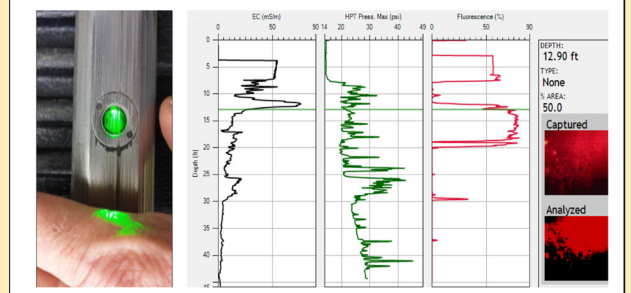 EC (mS/m)
HPT Press. Max (psi)
Fluorescence (%)
0 50 90
14 20 30 40 49
0 50 90
Depth (ft)
0
5
10
15
20
25
30
35
40
DEPTH:
12.90 ft
TYPE:
None
% AREA:
50.0
Captured
Analyzed